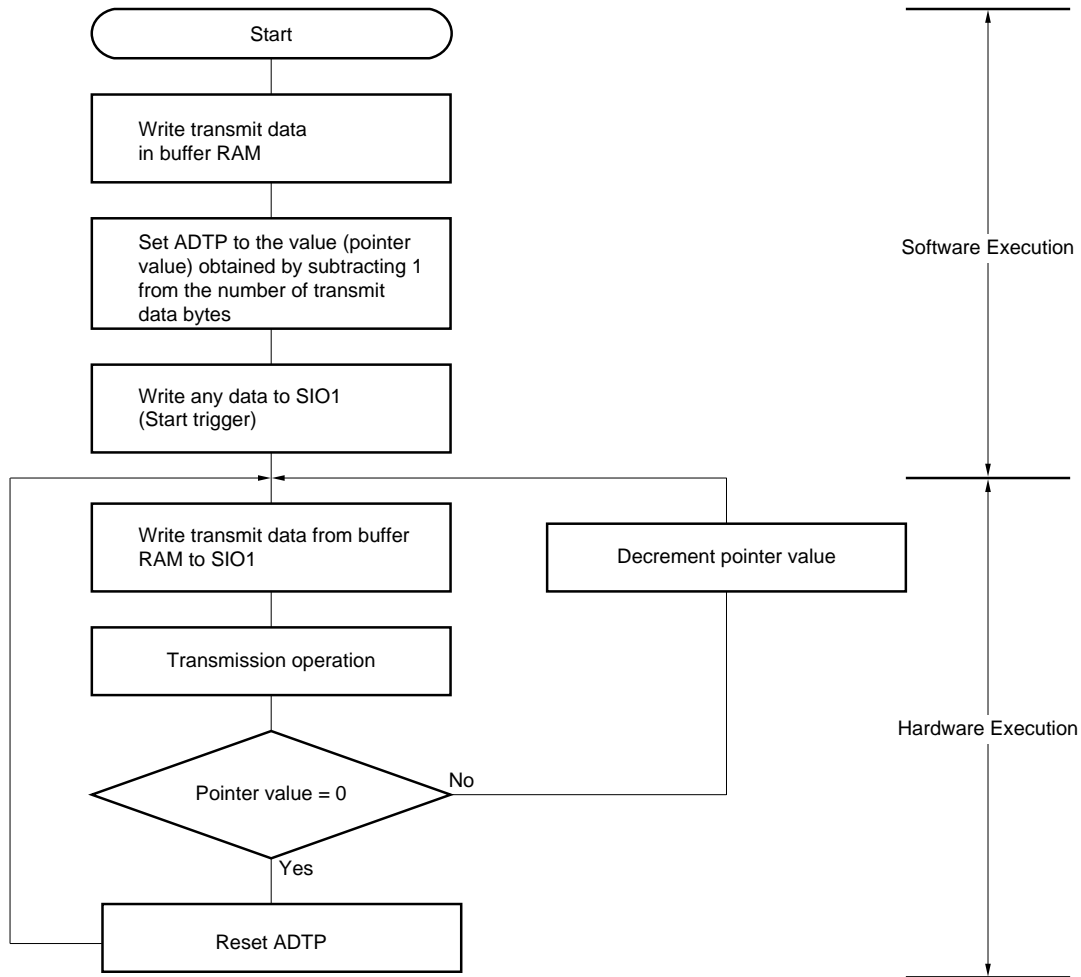 Start
Write transmit data
in buffer RAM
Set ADTP to the value (pointer
value) obtained by subtracting 1
from the number of transmit
data bytes
Software Execution
Write any data to SIO1
(Start trigger)
Write transmit data from buffer
RAM to SIO1
Decrement pointer value
Transmission operation
Hardware Execution
Pointer value = 0
No
Yes
Reset ADTP